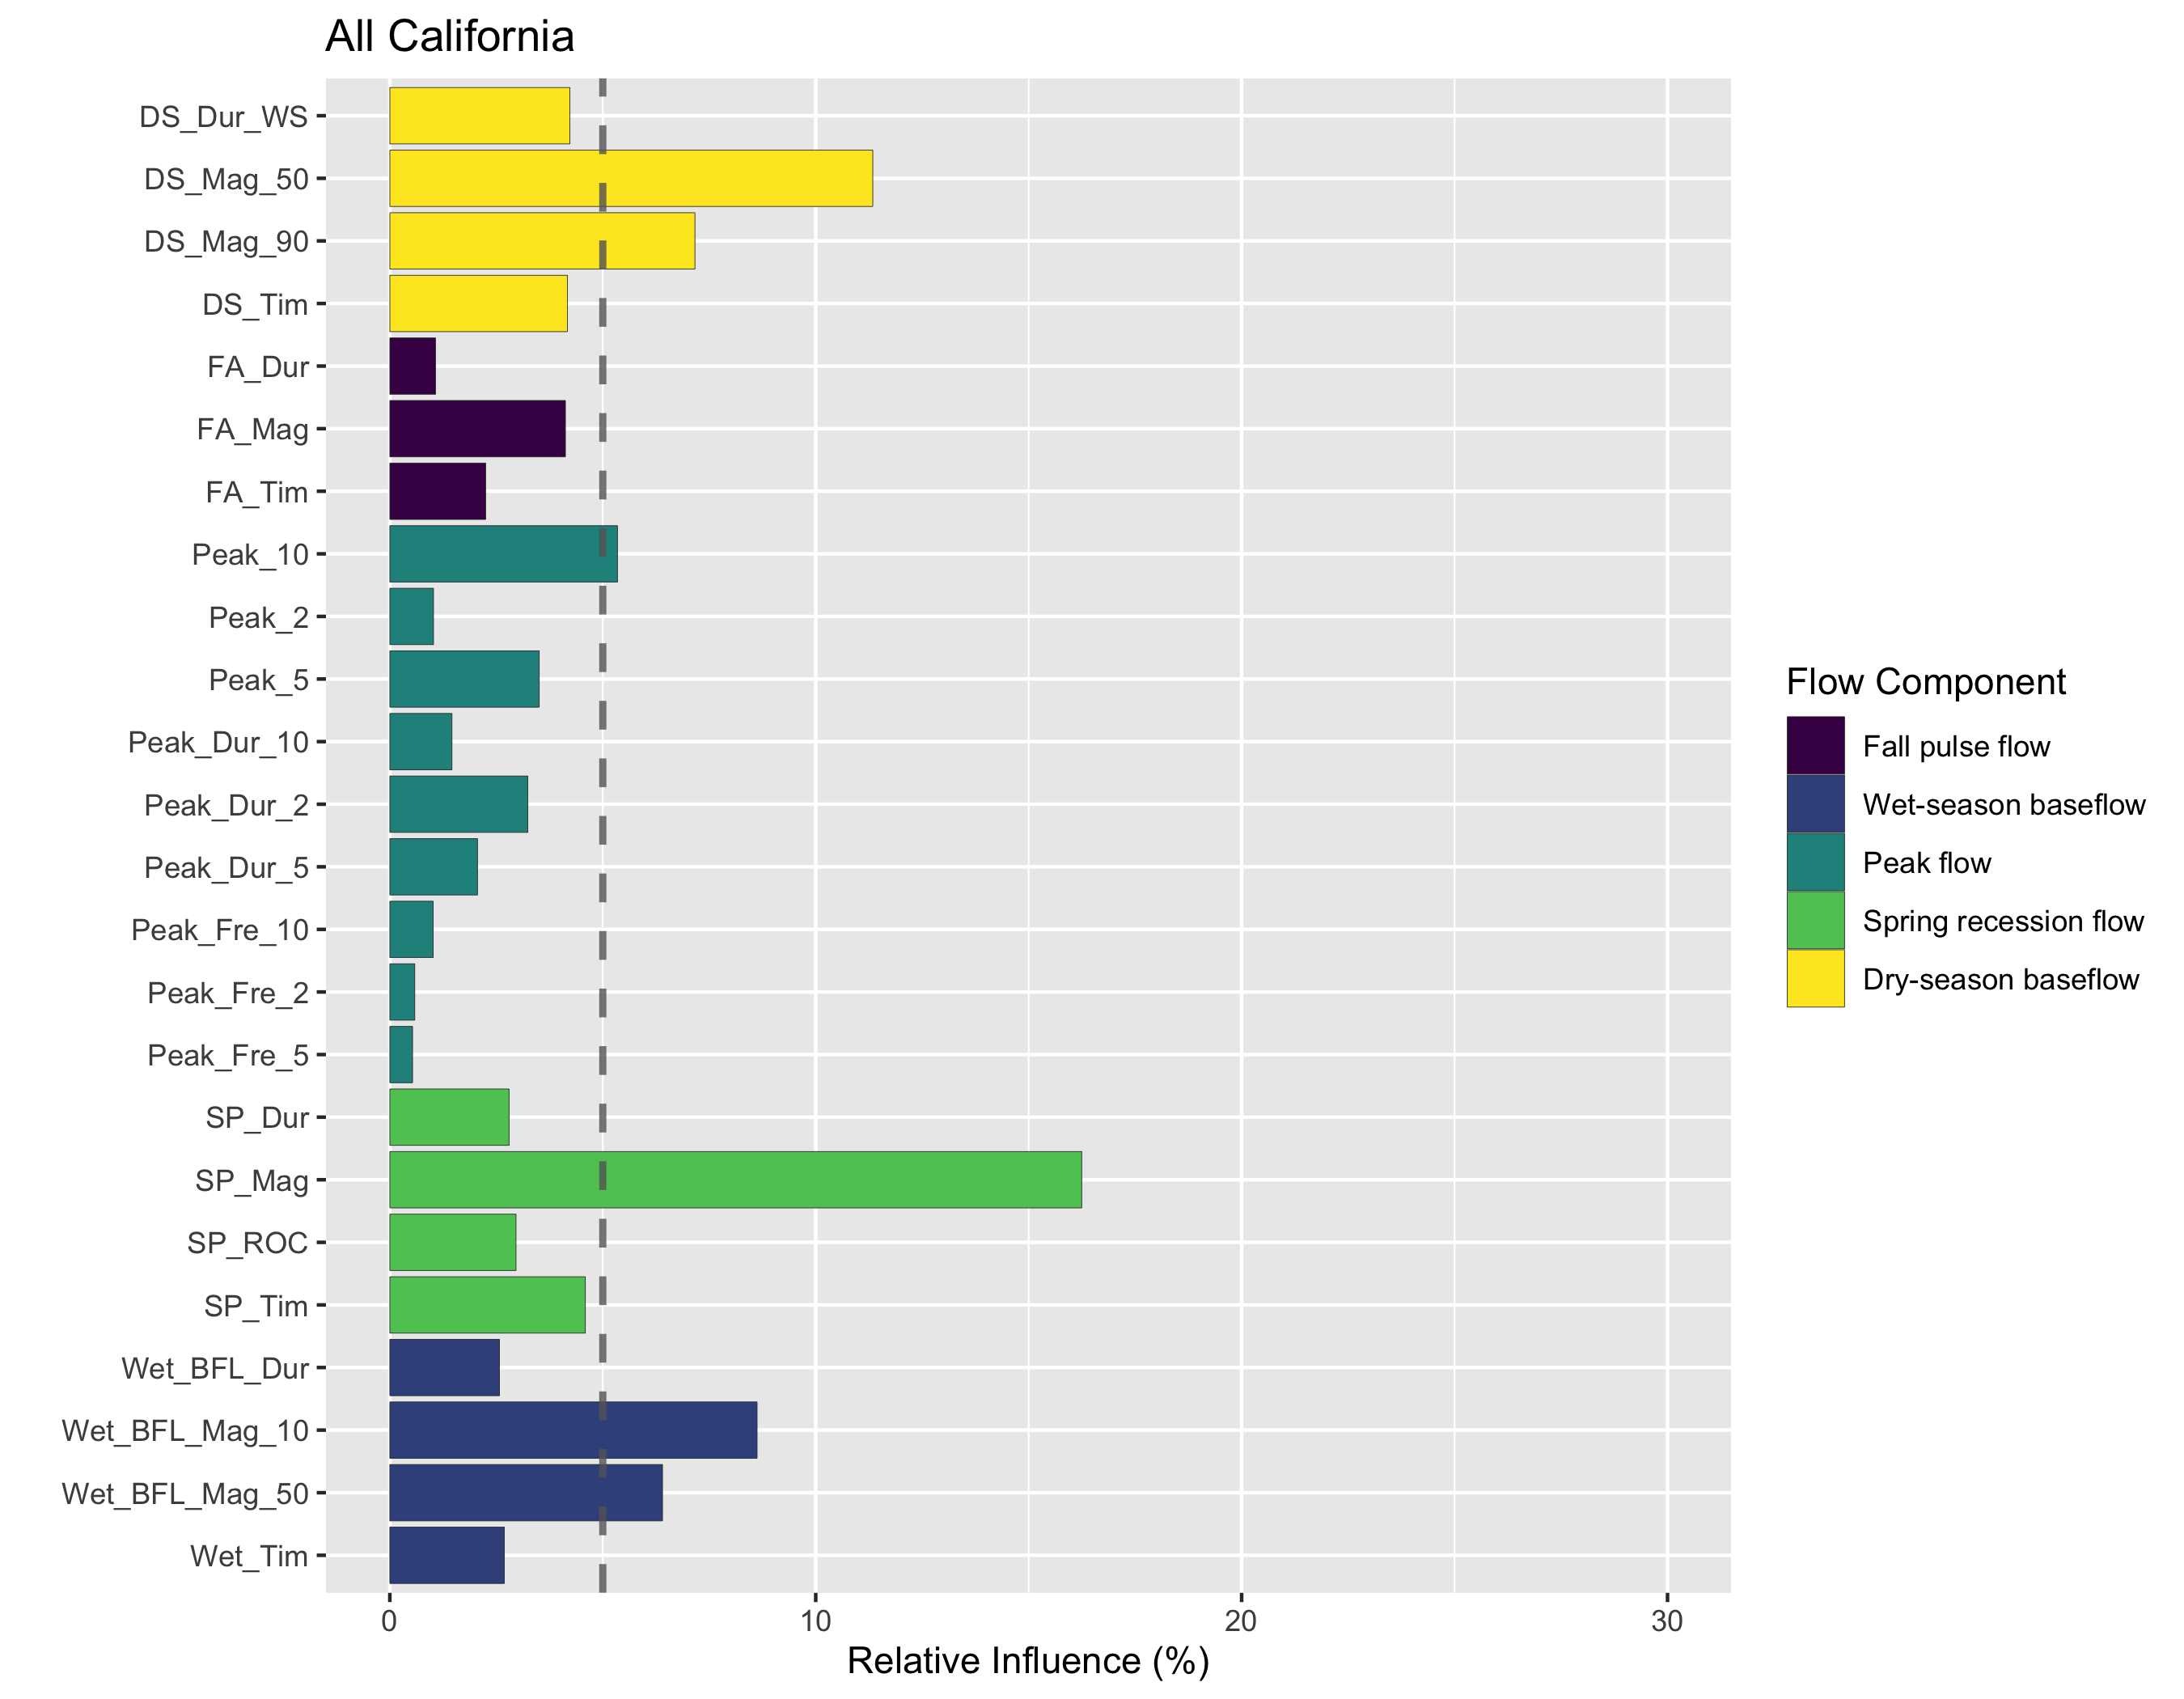 All California
DS_Dur_WS
DS_Mag_50
DS_Mag_90
DS_Tim
FA_Dur
FA_Mag
FA_Tim
Peak_10
Peak_2
Peak_5
Peak_Dur_10
Peak_Dur_2
Peak_Dur_5
Peak_Fre_10
Peak_Fre_2
Peak_Fre_5
SP_Dur
SP_Mag
SP_ROC
SP_Tim
Wet_BFL_Dur
Wet_BFL_Mag_10
Wet_BFL_Mag_50
Wet_Tim
0 10 20 30
Relative Influence (%)
Flow Component
Fall pulse flow
Wet-season baseflow
Peak flow
Spring recession flow
Dry-season baseflow